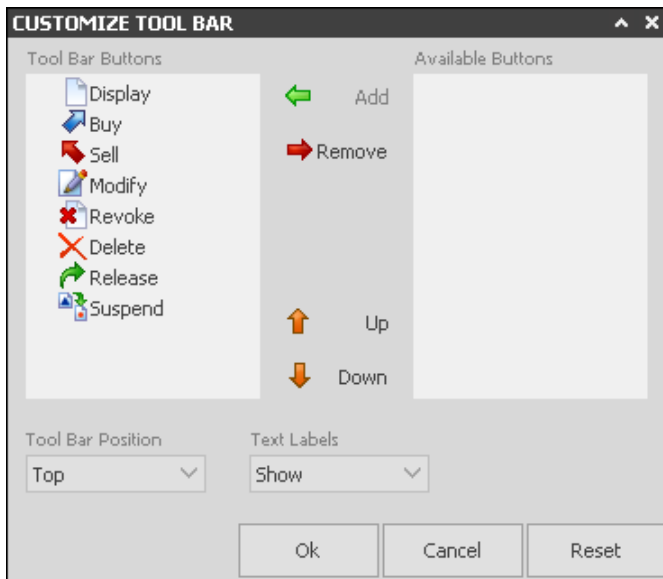 CUSTOMIZE TOOL BAR
Tool Bar Buttons
Available Buttons
Display
Buy
Sell
Modify
Revoke
Delete
Release
Suspend
Add
Remove
Up
Down
Tool Bar Position
Text Labels
Top
Show
Ok
Cancel
Reset